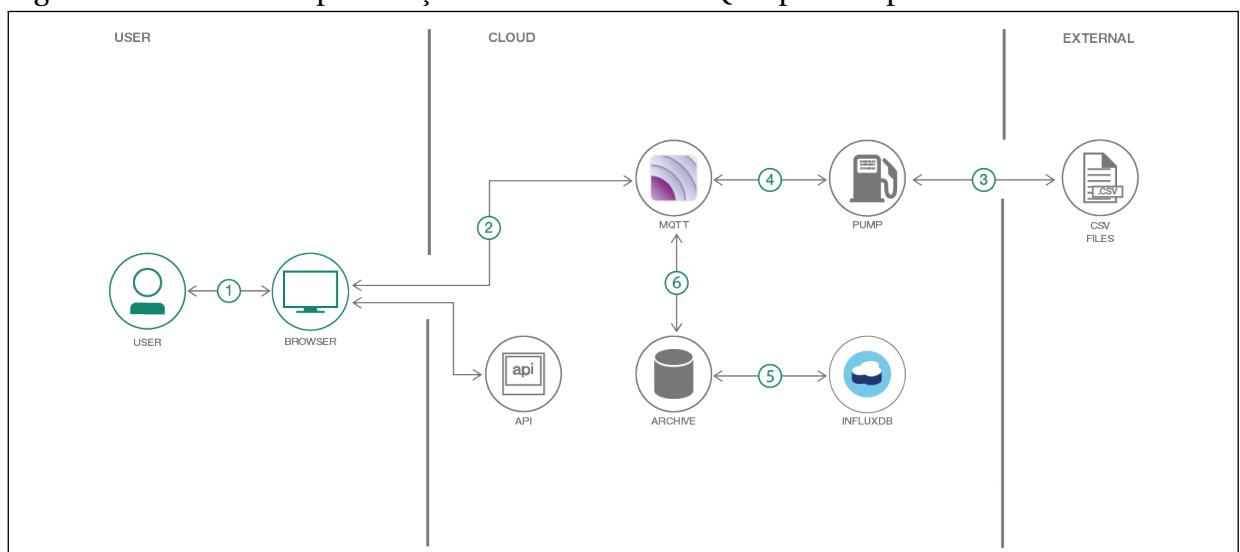 USER
CLOUD
EXTERNAL
MQTT
4
PUMP
3
.CSV
CSV
FILES
2
USER
1
BROWSER
6
api
API
ARCHIVE
5
INFLUXDB